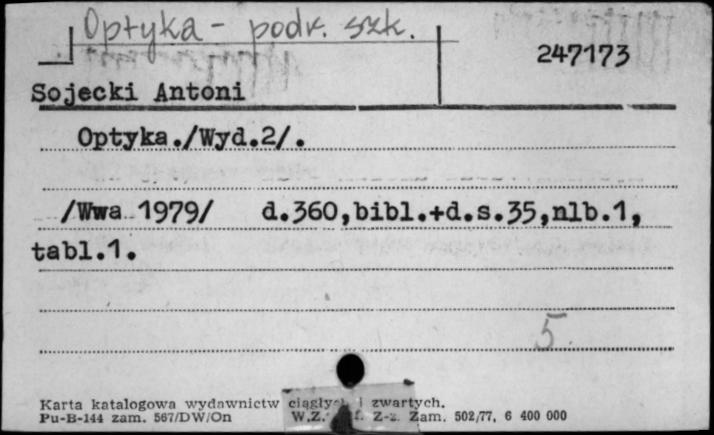 Optyka - podr. szk.
247173
Sojecki Antoni
Optyka./Wyd.2/.
/Wwa 1979/ d.360,bibl.+d.s.35,nlb.1,
tabl.1.
5
Karta katalogowa wydawnictw ciągłych i zwartych.
Pu-B-144 zam. 567/DW/On W.Z. f. Z-z. Zam. 502/77, 6 400 000